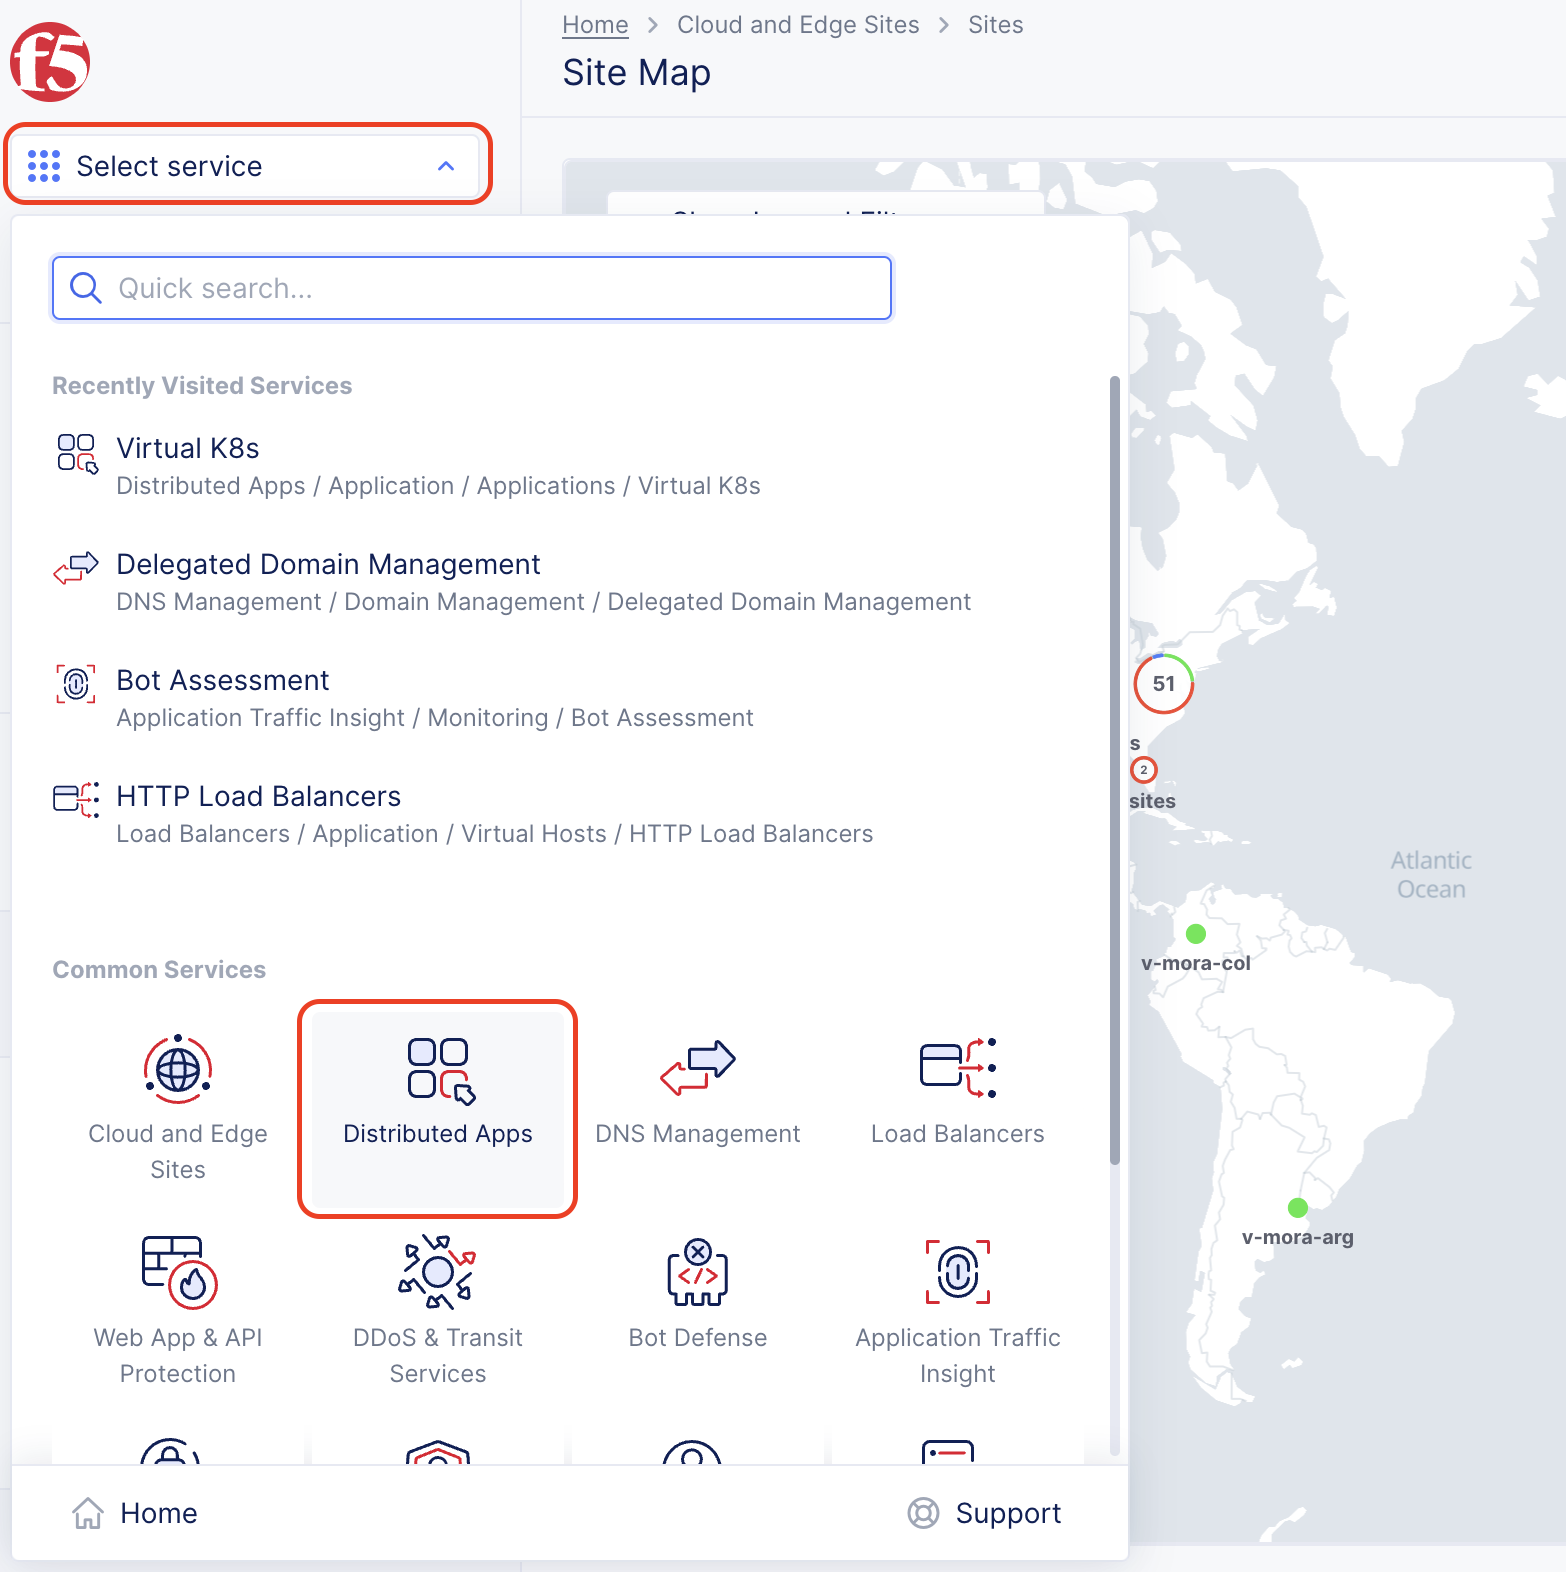 f5
Home > Cloud and Edge Sites > Sites
Site Map
Select service
Quick search...
Recently Visited Services
Virtual K8s
Distributed Apps / Application / Applications / Virtual K8s
Delegated Domain Management
DNS Management / Domain Management / Delegated Domain Management
Bot Assessment
Application Traffic Insight / Monitoring / Bot Assessment
HTTP Load Balancers
Load Balancers / Application / Virtual Hosts / HTTP Load Balancers
Common Services
Cloud and Edge
Sites
Distributed Apps
DNS Management
Load Balancers
Web App & API
Protection
DDoS & Transit
Services
Bot Defense
Application Traffic
Insight
Home
Support
51
s
2
sites
Atlantic
Ocean
v-mora-col
v-mora-arg